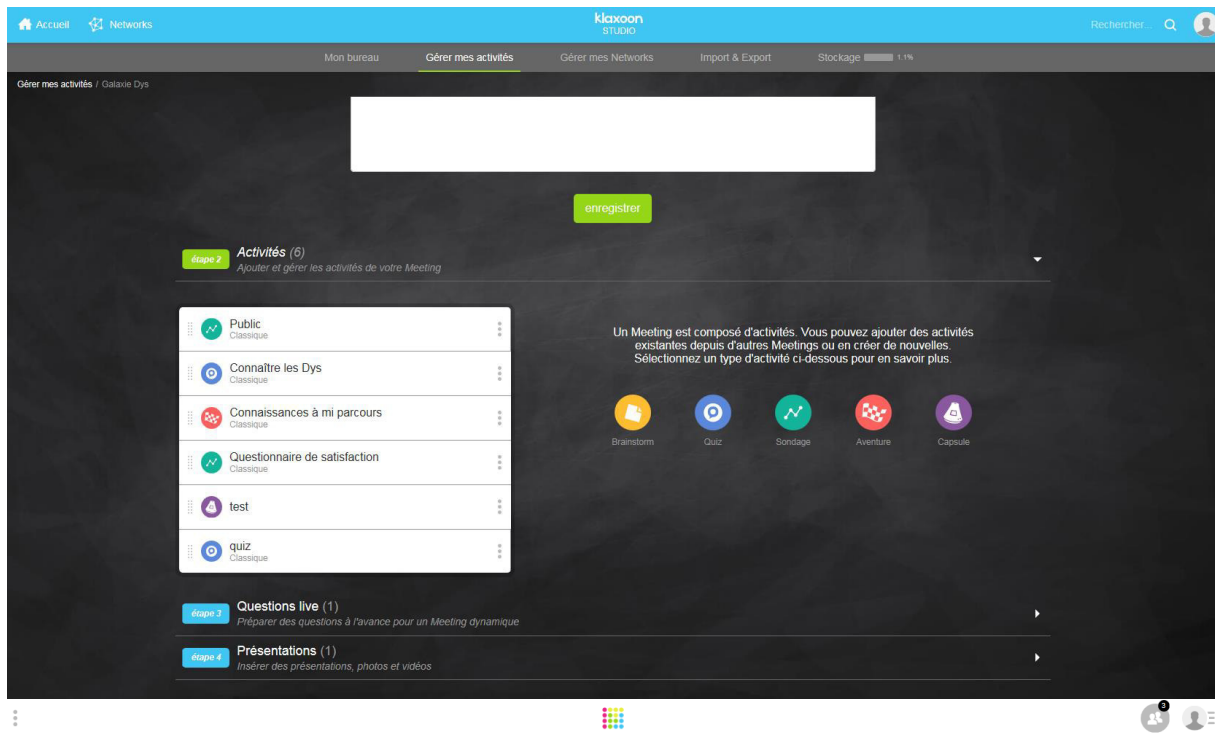 Accueil Networks
klaxoon
STUDIO
Rechercher...
Mon bureau Gérer mes activités Gérer mes Networks Import & Export Stockage 1.1%
Gérer mes activités / Galaxie Dys
enregistrer
étape 2 Activités (6)
Ajouter et gérer les activités de votre Meeting
Public
Classique
Connaître les Dys
Classique
Connaissances à mi parcours
Classique
Questionnaire de satisfaction
Classique
test
quiz
Classique
Un Meeting est composé d'activités. Vous pouvez ajouter des activités
existantes depuis d'autres Meetings ou en créer de nouvelles.
Sélectionnez un type d'activité ci-dessous pour en savoir plus.
Brainstorm Quiz Sondage Aventure Capsule
étape 3 Questions live (1)
Préparer des questions à l'avance pour un Meeting dynamique
étape 4 Présentations (1)
Insérer des présentations, photos et vidéos
3